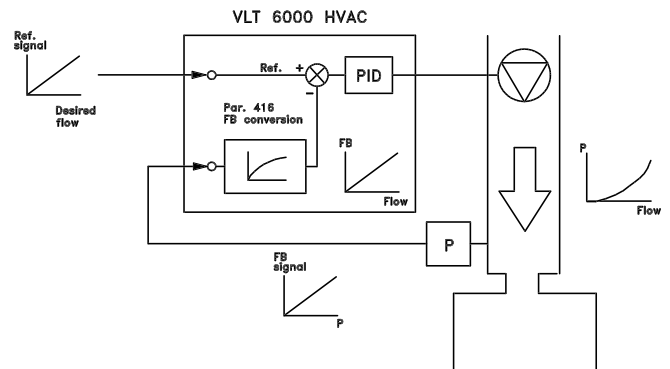 VLT 6000 HVAC
Ref.
signal
Desired
flow
Ref.
+
−
PID
Par. 416
FB conversion
FB
Flow
P
Flow
P
FB
signal
P